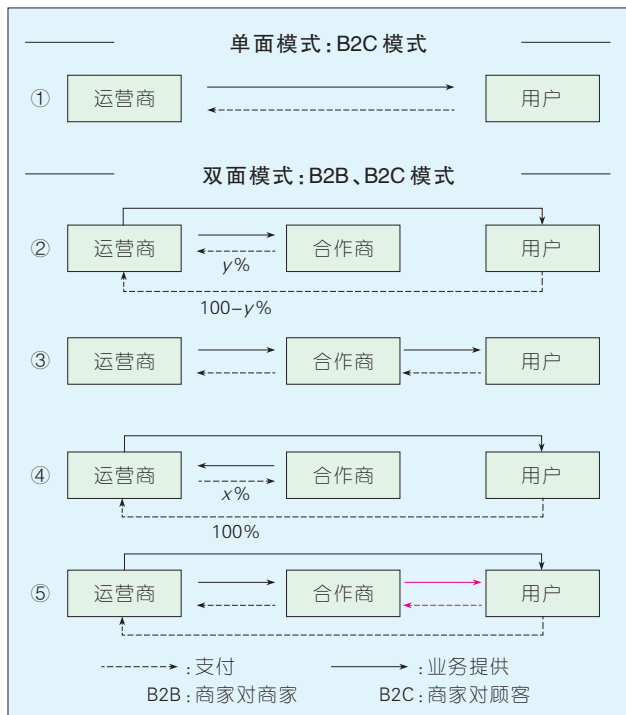 单面模式:B2C 模式
① 运营商 用户
双面模式:B2B、B2C 模式
② 运营商 合作商 用户
y%
100–y%
③ 运营商 合作商 用户
④ 运营商 合作商 用户
x%
100%
⑤ 运营商 合作商 用户
:支付 :业务提供
B2B:商家对商家 B2C:商家对顾客